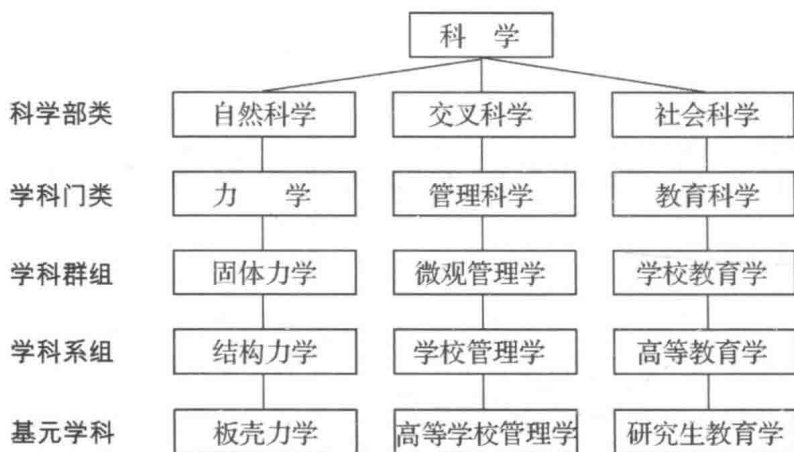 科 学
科学部类 自然科学 交叉科学 社会科学
学科门类 力 学 管理科学 教育科学
学科群组 固体力学 微观管理学 学校教育学
学科系组 结构力学 学校管理学 高等教育学
基元学科 板壳力学 高等学校管理学 研究生教育学